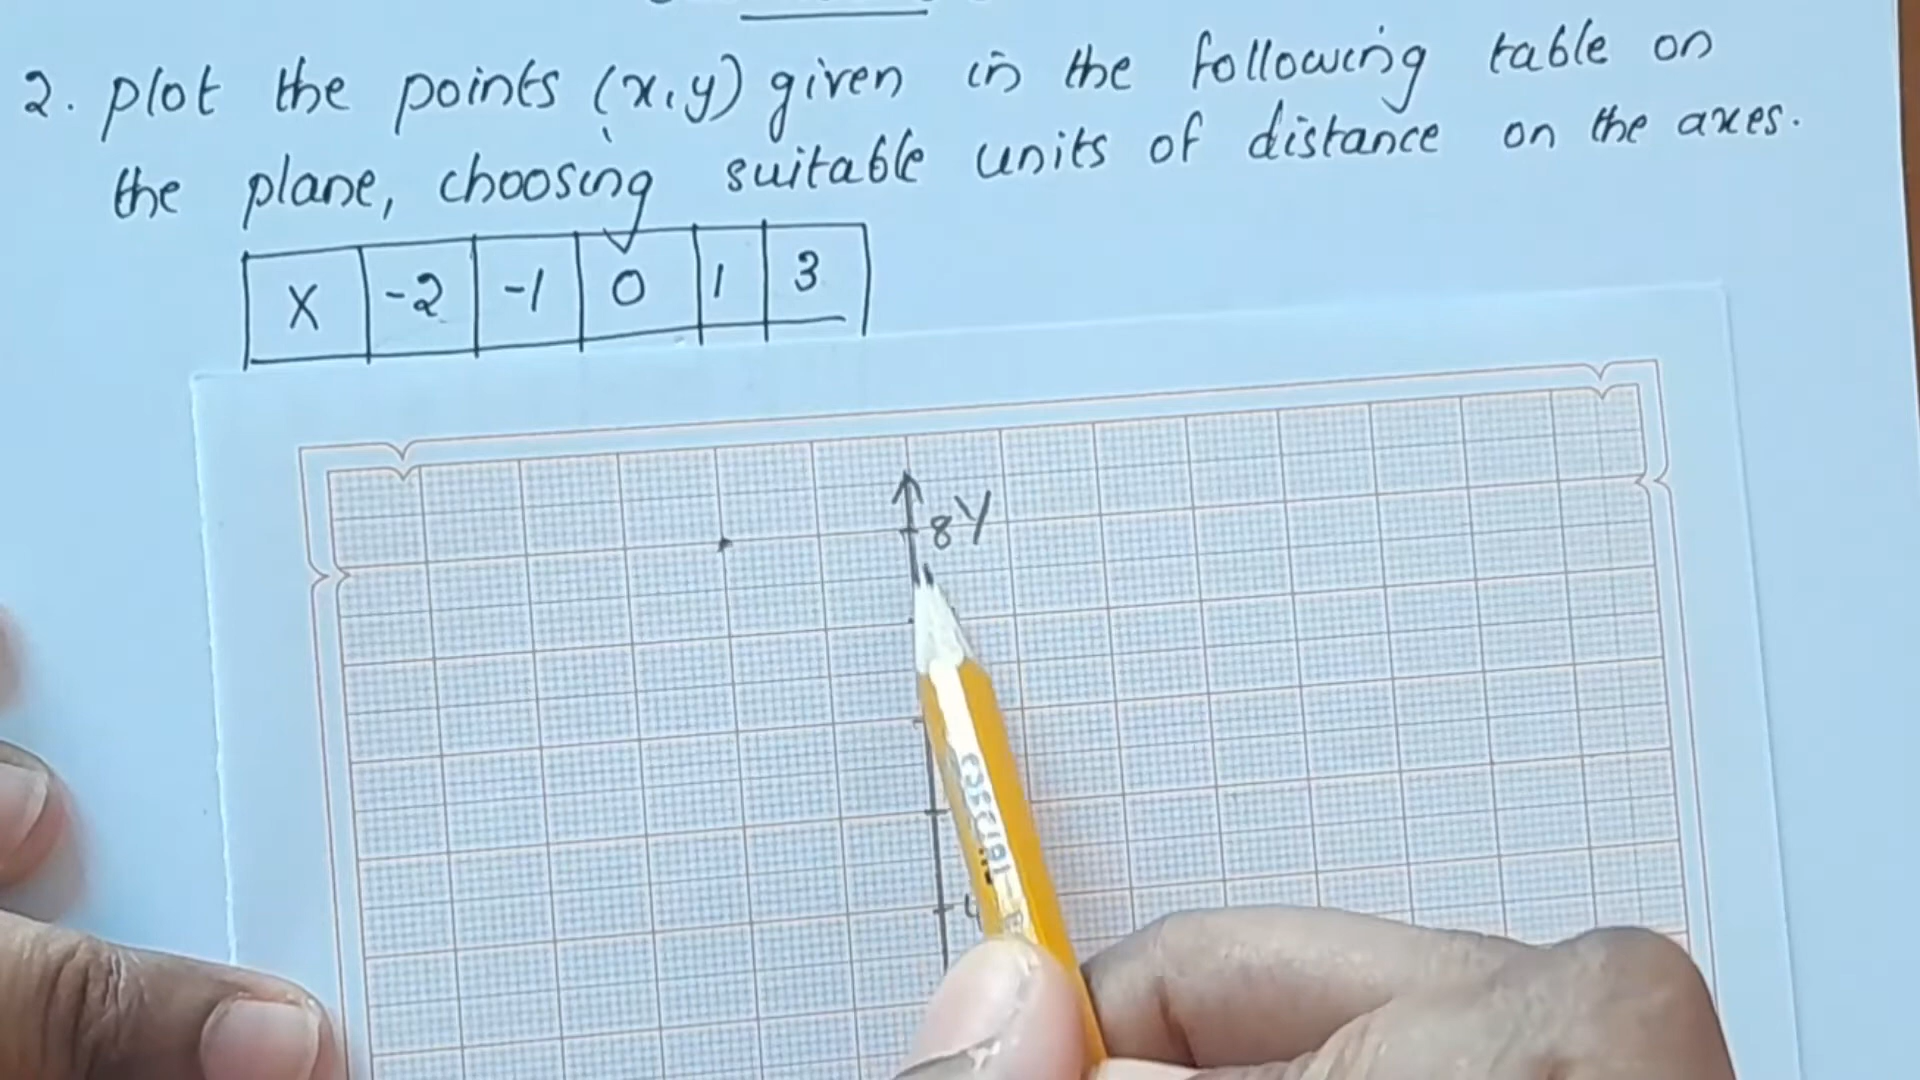 2. plot the points (x,y) given in the following table on
the plane, choosing suitable units of distance on the axes.
X -2 -1 0 1 3
8 Y
4